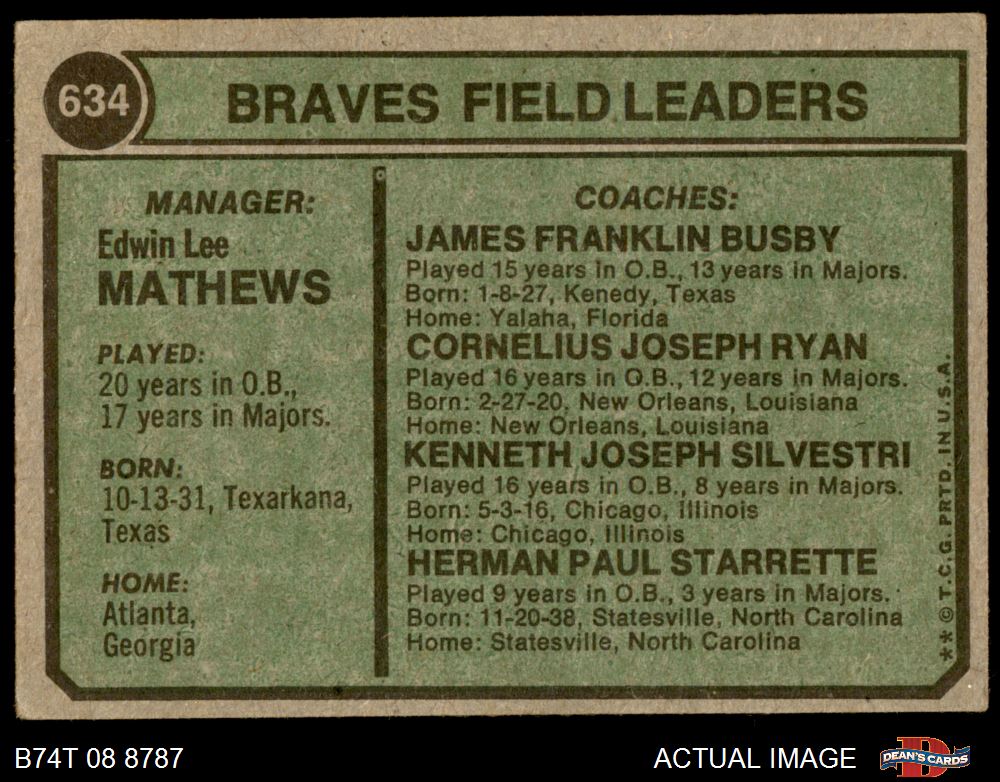 634
BRAVES FIELD LEADERS
MANAGER:
Edwin Lee
MATHEWS
PLAYED:
20 years in O.B.,
17 years in Majors.
BORN:
10-13-31, Texarkana,
Texas
HOME:
Atlanta,
Georgia
COACHES:
JAMES FRANKLIN BUSBY
Played 15 years in O.B., 13 years in Majors.
Born: 1-8-27, Kenedy, Texas
Home: Yalaha, Florida
CORNELIUS JOSEPH RYAN
Played 16 years in O.B., 12 years in Majors.
Born: 2-27-20, New Orleans, Louisiana
Home: New Orleans, Louisiana
KENNETH JOSEPH SILVESTRI
Played 16 years in O.B., 8 years in Majors.
Born: 5-3-16, Chicago, Illinois
Home: Chicago, Illinois
HERMAN PAUL STARRETTE
Played 9 years in O.B., 3 years in Majors.
Born: 11-20-38, Statesville, North Carolina
Home: Statesville, North Carolina
** © T.C.G. PRTD. IN U.S.A.
B74T 08 8787
ACTUAL IMAGE
D
DEAN'S CARDS